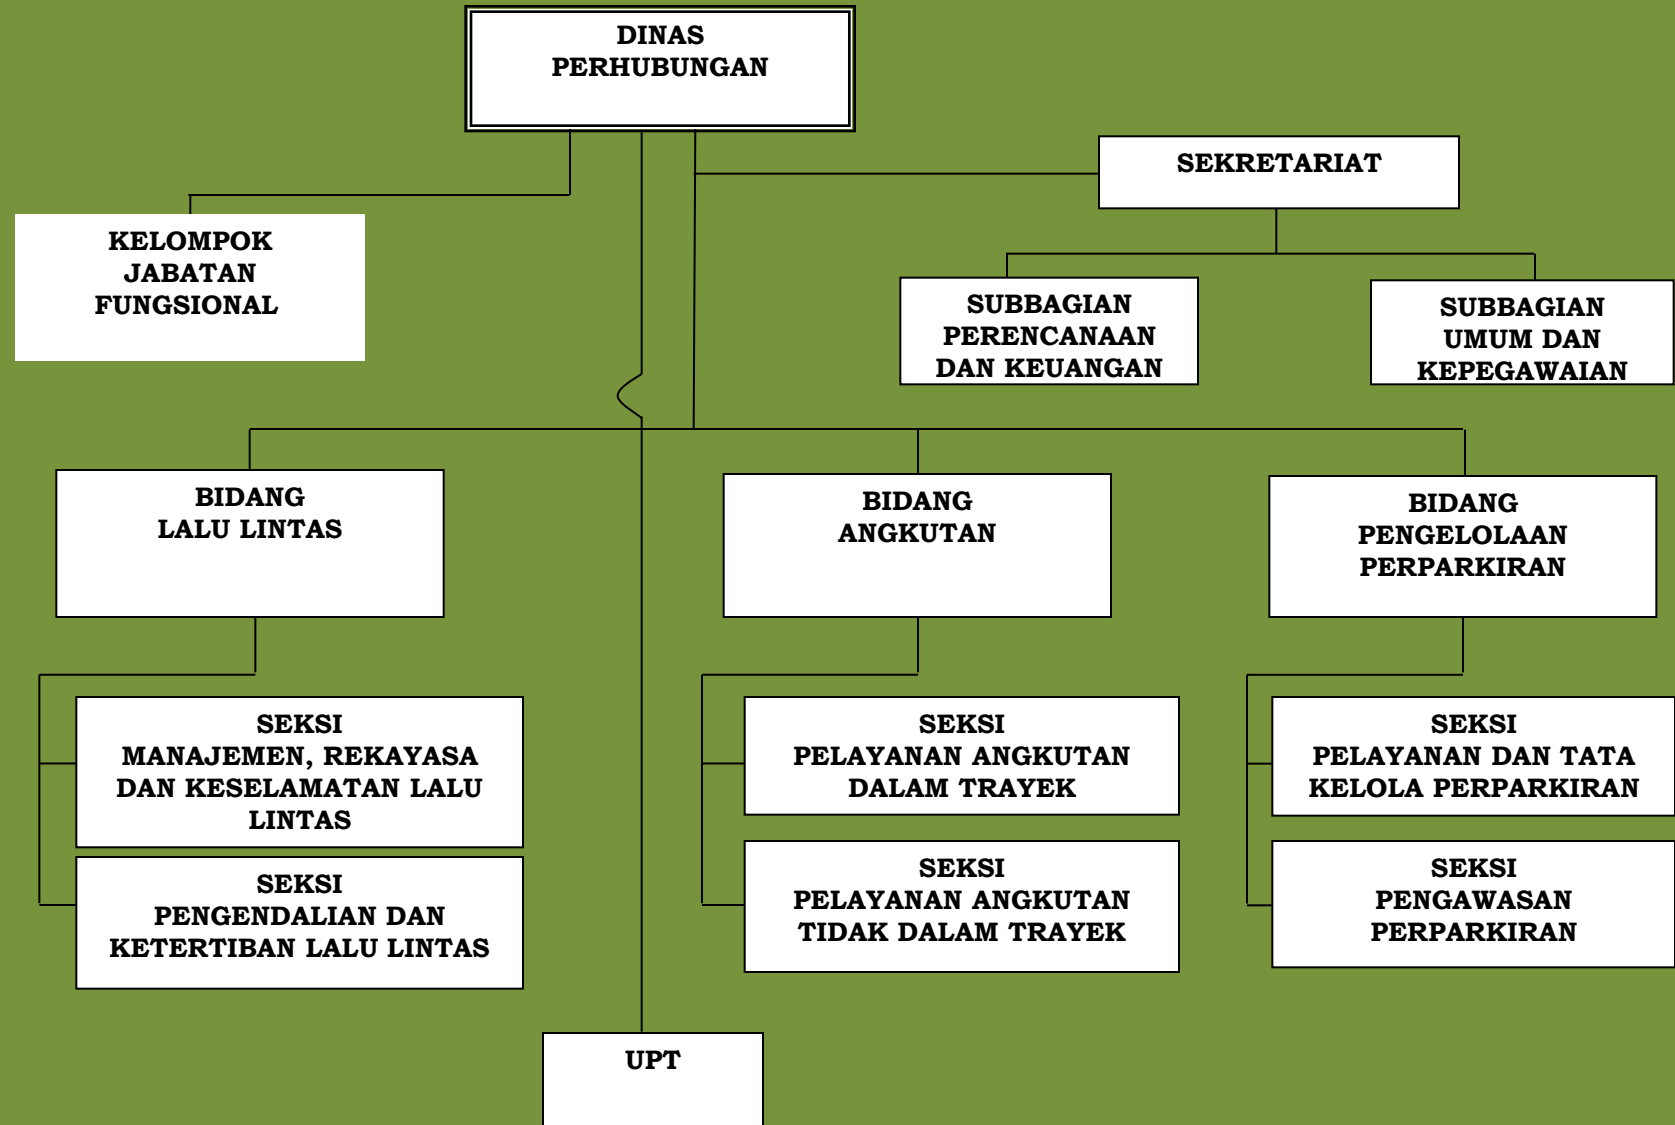 DINAS
PERHUBUNGAN
SEKRETARIAT
KELOMPOK
JABATAN
FUNGSIONAL
SUBBAGIAN
PERENCANAAN
DAN KEUANGAN
SUBBAGIAN
UMUM DAN
KEPEGAWAIAN
BIDANG
LALU LINTAS
BIDANG
ANGKUTAN
BIDANG
PENGELOLAAN
PERPARKIRAN
SEKSI
MANAJEMEN, REKAYASA
DAN KESELAMATAN LALU
LINTAS
SEKSI
PELAYANAN ANGKUTAN
DALAM TRAYEK
SEKSI
PELAYANAN DAN TATA
KELOLA PERPARKIRAN
SEKSI
PENGENDALIAN DAN
KETERTIBAN LALU LINTAS
SEKSI
PELAYANAN ANGKUTAN
TIDAK DALAM TRAYEK
SEKSI
PENGAWASAN
PERPARKIRAN
UPT